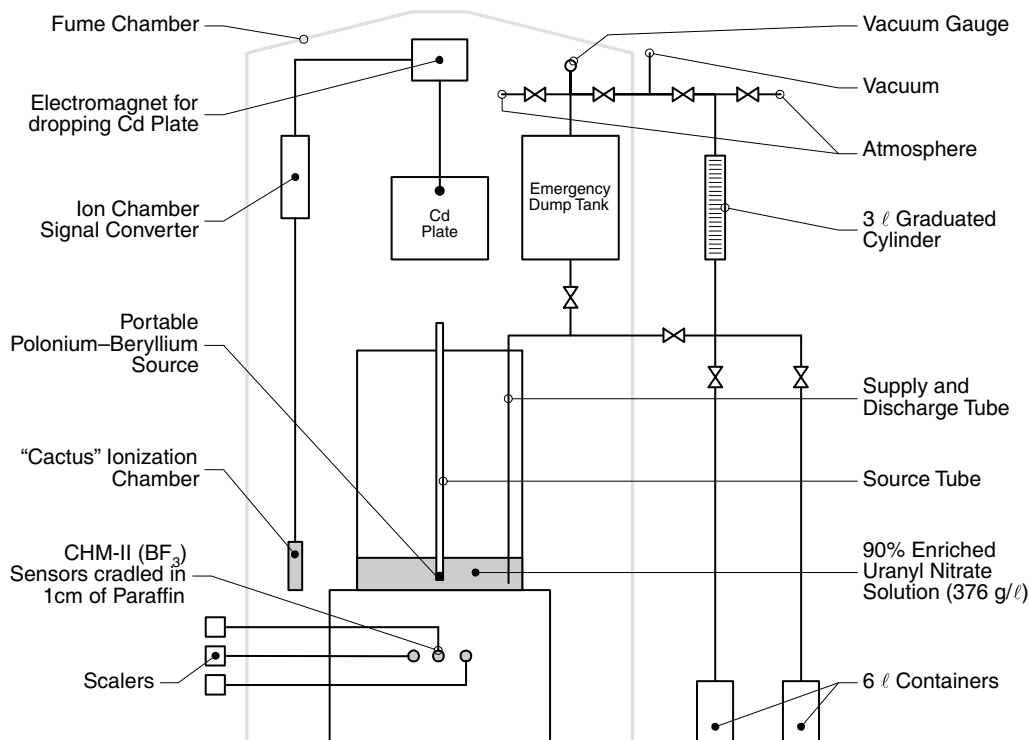 Fume Chamber
Electromagnet for
dropping Cd Plate
Ion Chamber
Signal Converter
Portable
Polonium–Beryllium
Source
“Cactus” Ionization
Chamber
CHM-II (BF₃)
Sensors cradled in
1cm of Paraffin
Scalers
Cd
Plate
Emergency
Dump Tank
Vacuum Gauge
Vacuum
Atmosphere
3 ℓ Graduated
Cylinder
Supply and
Discharge Tube
Source Tube
90% Enriched
Uranyl Nitrate
Solution (376 g/ℓ)
6 ℓ Containers